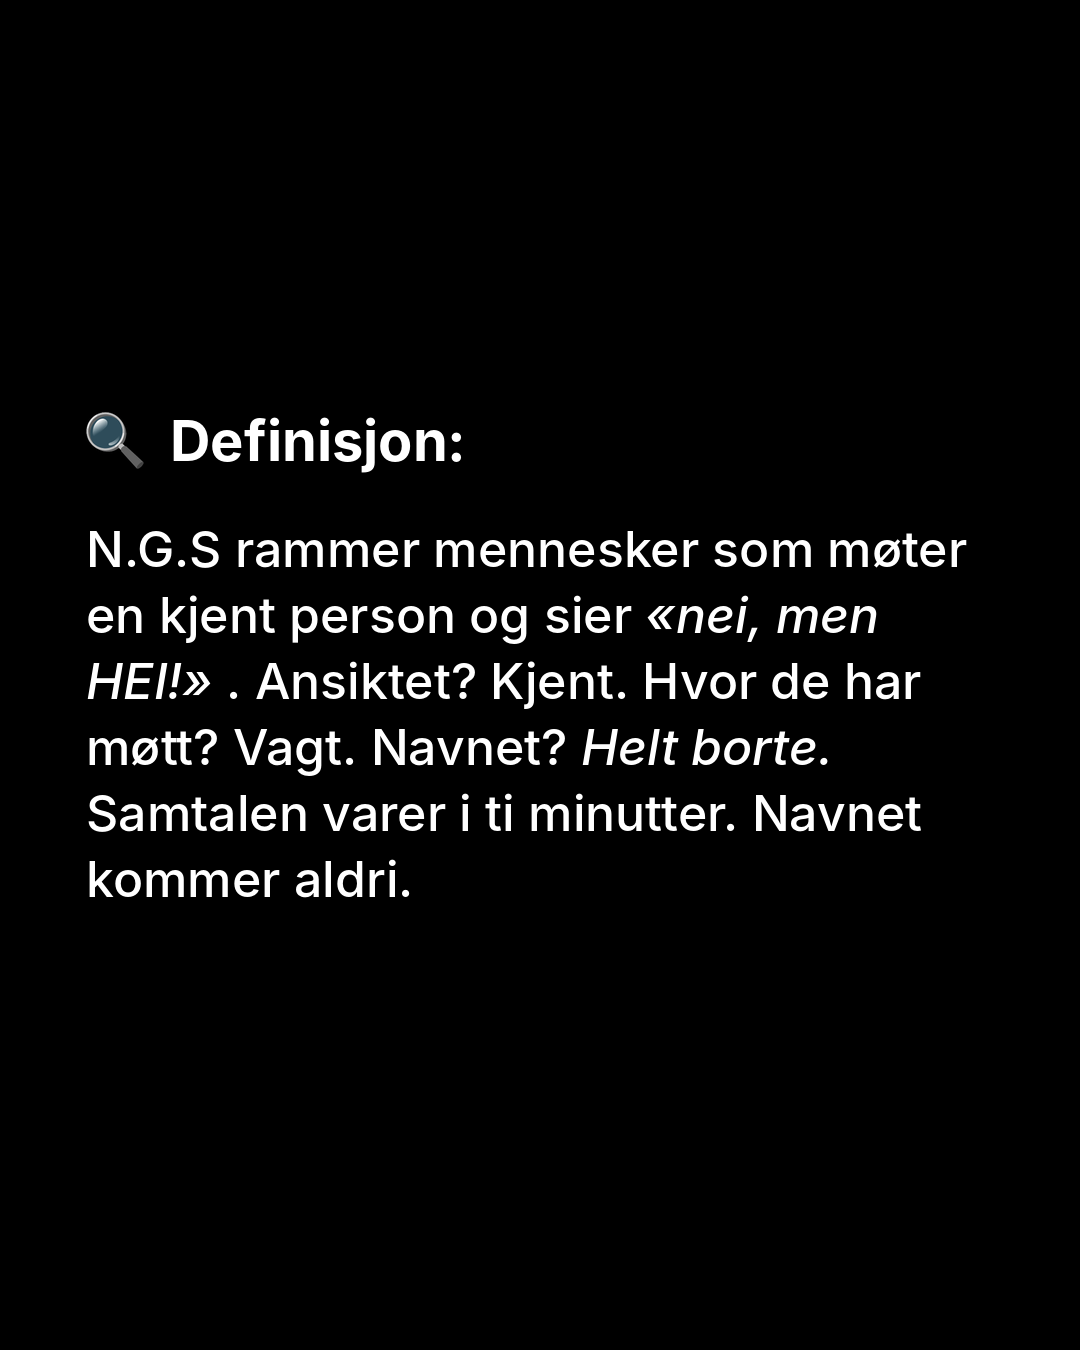 🔍 Definisjon:
N.G.S rammer mennesker som møter
en kjent person og sier «nei, men
HEI!» . Ansiktet? Kjent. Hvor de har
møtt? Vagt. Navnet? Helt borte.
Samtalen varer i ti minutter. Navnet
kommer aldri.